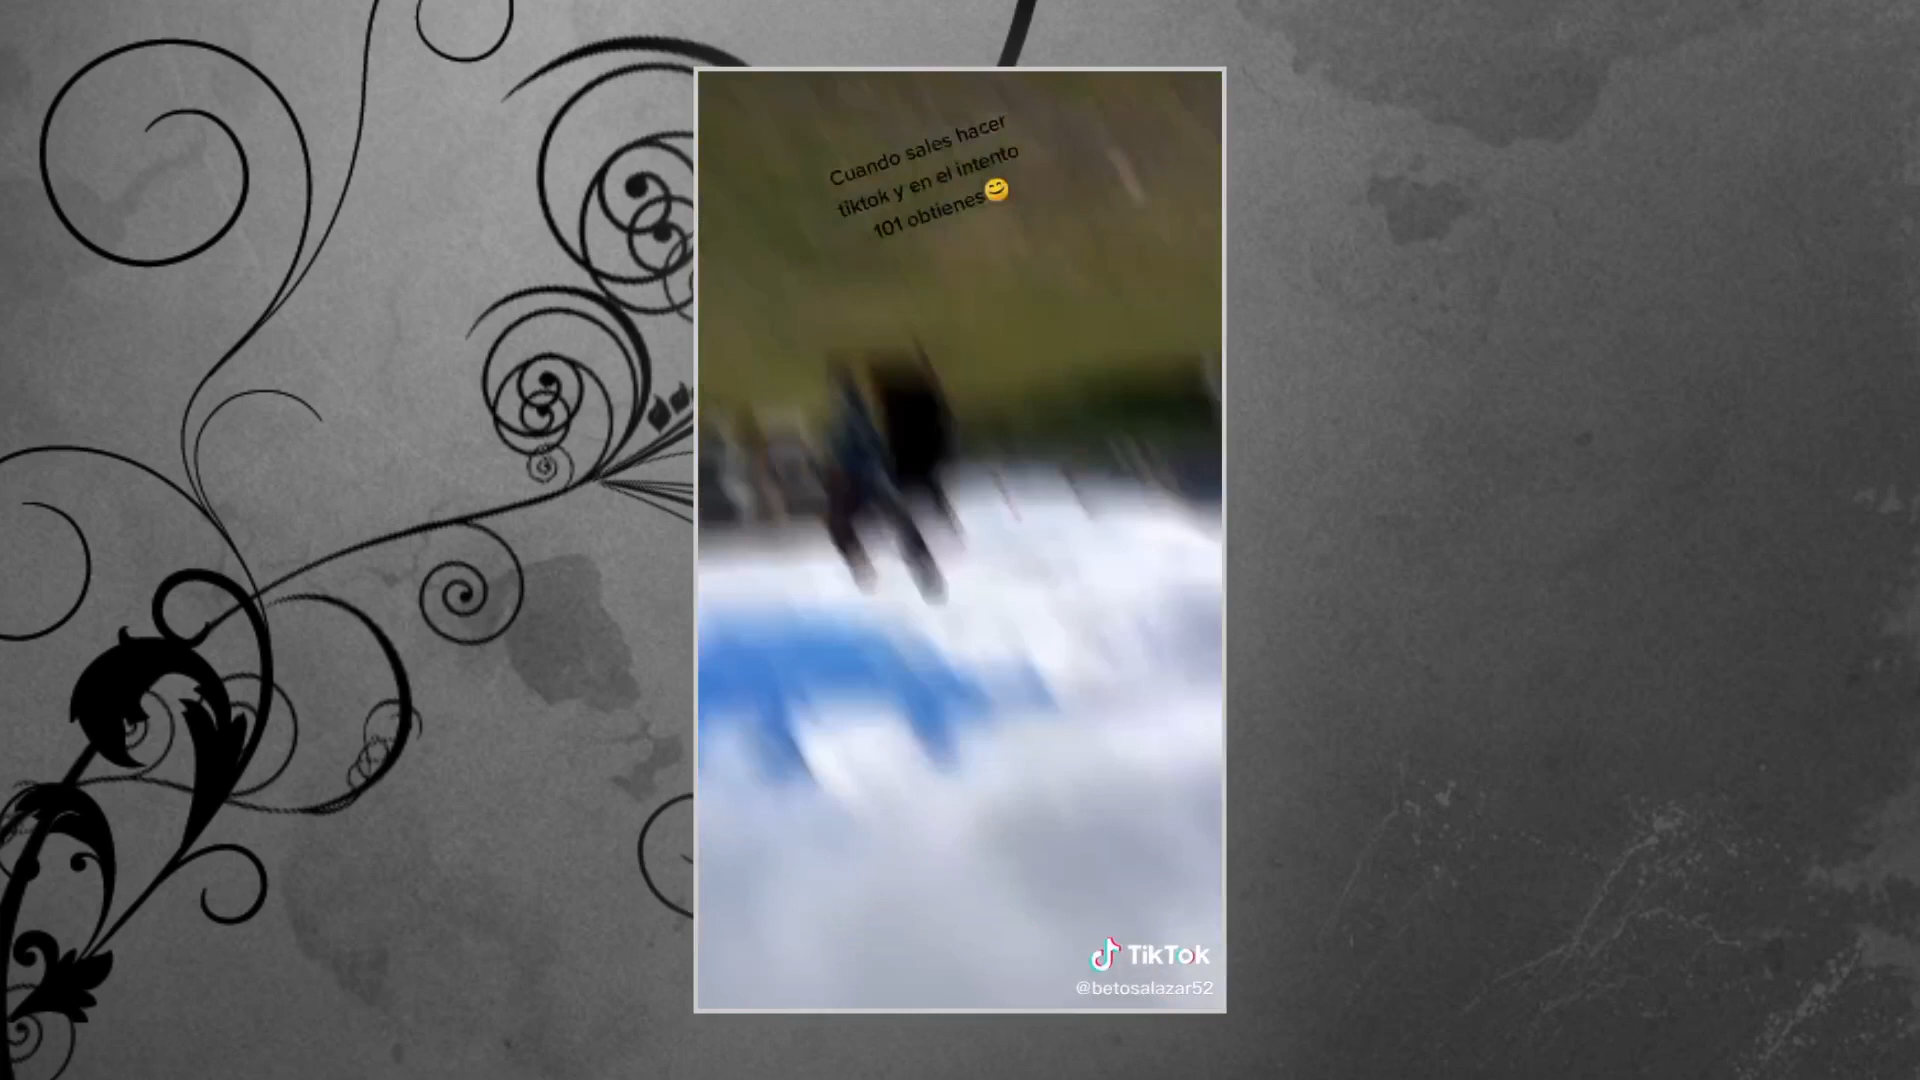 Cuando sales hacer
tiktok y en el intento
101 obtienes😊
TikTok
@betosalazar52